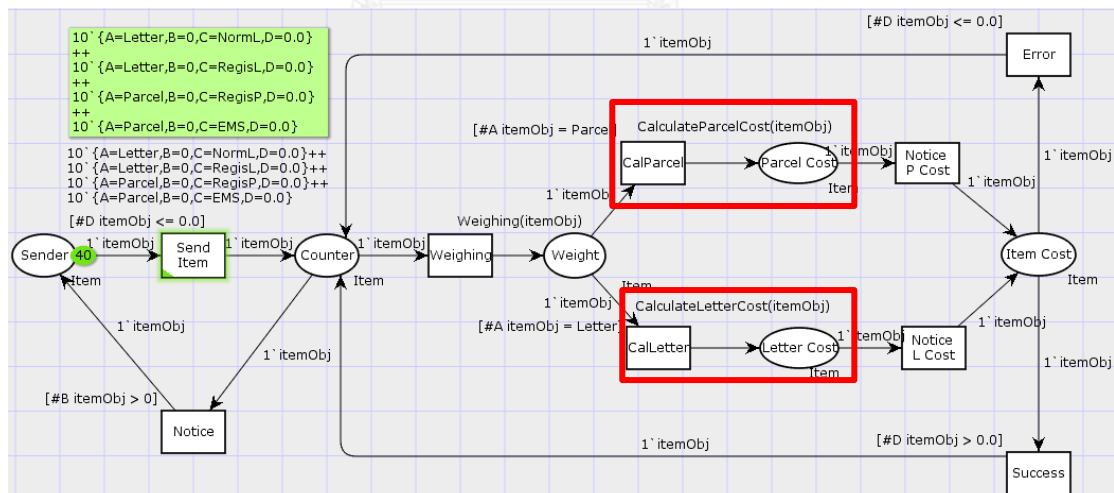 [#D itemObj <= 0.0]
10`{A=Letter,B=0,C=NormL,D=0.0}
++
10`{A=Letter,B=0,C=RegisL,D=0.0}
++
10`{A=Parcel,B=0,C=RegisP,D=0.0}
++
10`{A=Parcel,B=0,C=EMS,D=0.0}
1`itemObj
Error
[#A itemObj = Parcel]
CalculateParcelCost(itemObj)
10`{A=Letter,B=0,C=NormL,D=0.0}++
10`{A=Letter,B=0,C=RegisL,D=0.0}++
10`{A=Parcel,B=0,C=RegisP,D=0.0}++
10`{A=Parcel,B=0,C=EMS,D=0.0}
CalParcel
Parcel Cost
1`itemObj
Notice
P Cost
1`itemObj
Item
1`itemObj
1`itemObj
[#D itemObj <= 0.0]
Weighing(itemObj)
Sender
40
1`itemObj
Send
Item
1`itemObj
Counter
1`itemObj
Weighing
Weight
Item Cost
Item
Item
Item
Item
1`itemObj
CalculateLetterCost(itemObj)
1`itemObj
1`itemObj
[#A itemObj = Letter]
CalLetter
Letter Cost
1`itemObj
Notice
L Cost
Item
1`itemObj
1`itemObj
[#B itemObj > 0]
Notice
1`itemObj
[#D itemObj > 0.0]
Success